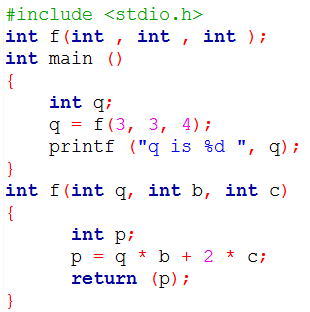 #include <stdio.h>
int f(int , int , int );
int main ()
{
int q;
q = f(3, 3, 4);
printf ("q is %d ", q);
}
int f(int q, int b, int c)
{
int p;
p = q * b + 2 * c;
return (p);
}